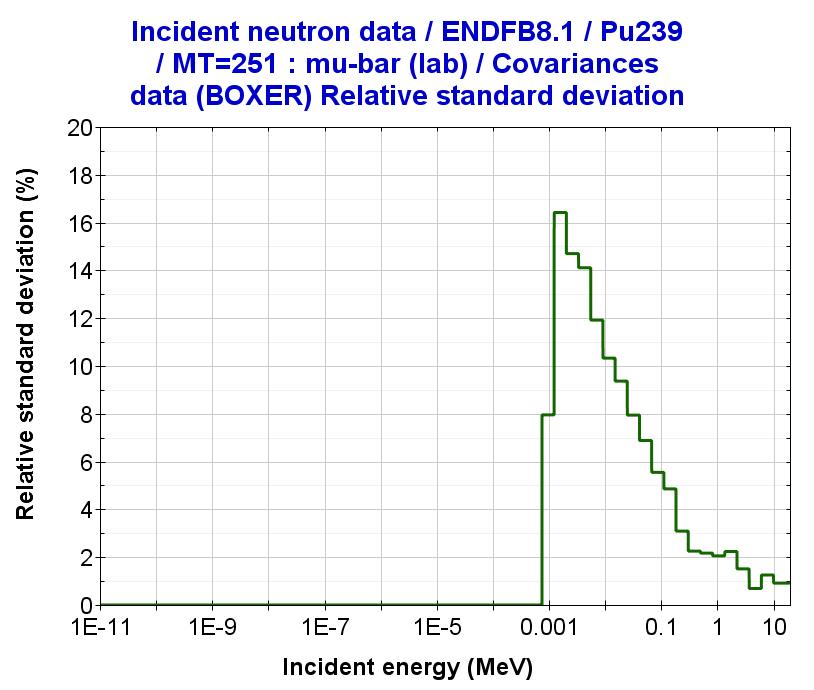 Incident neutron data / ENDFB8.1 / Pu239
/ MT=251 : mu-bar (lab) / Covariances
data (BOXER) Relative standard deviation
Relative standard deviation (%)
20
18
16
14
12
10
8
6
4
2
0
1E-11 1E-9 1E-7 1E-5 0.001 0.1 1 10
Incident energy (MeV)